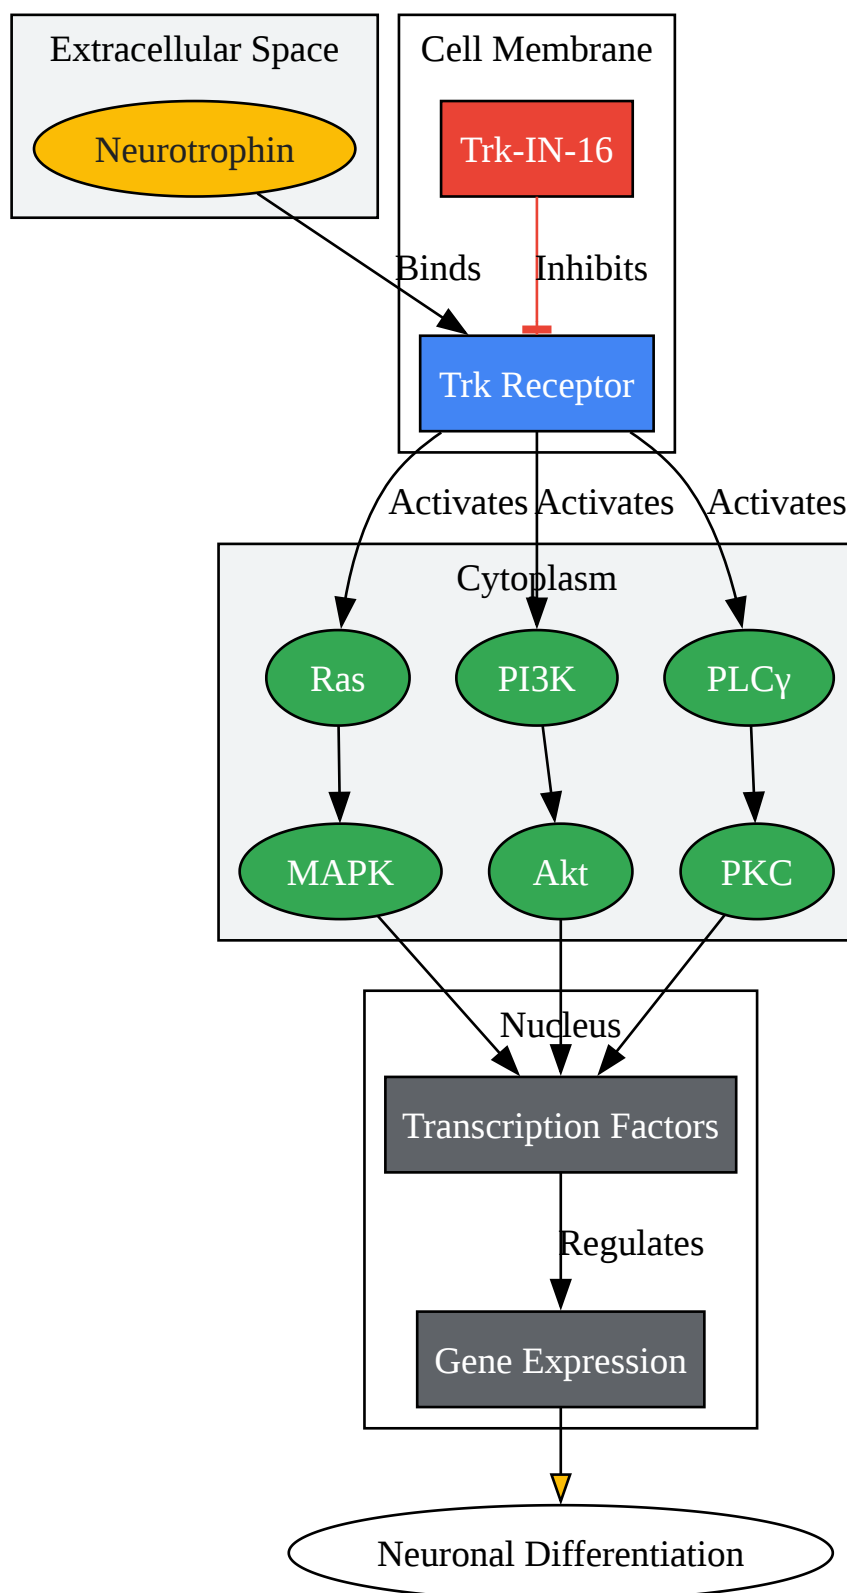 Extracellular Space
Cell Membrane
Neurotrophin
Trk-IN-16
Binds
Inhibits
Trk Receptor
Activates
Activates
Activates
Cytoplasm
Ras
PI3K
PLCγ
MAPK
Akt
PKC
Nucleus
Transcription Factors
Regulates
Gene Expression
Neuronal Differentiation